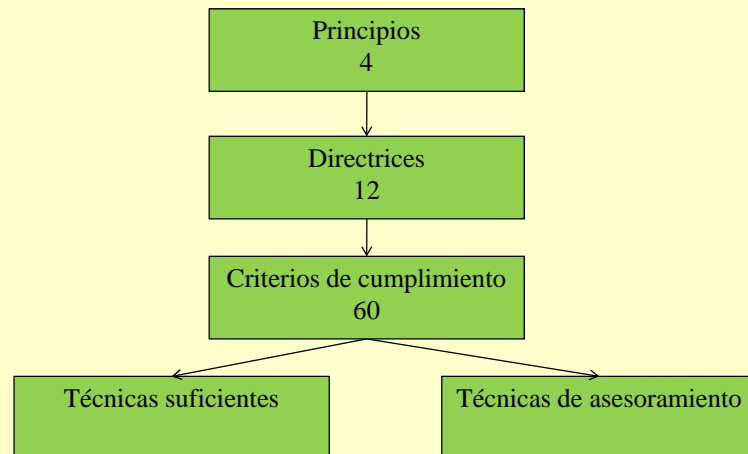 Principios
4
Directrices
12
Criterios de cumplimiento
60
Técnicas suficientes
Técnicas de asesoramiento